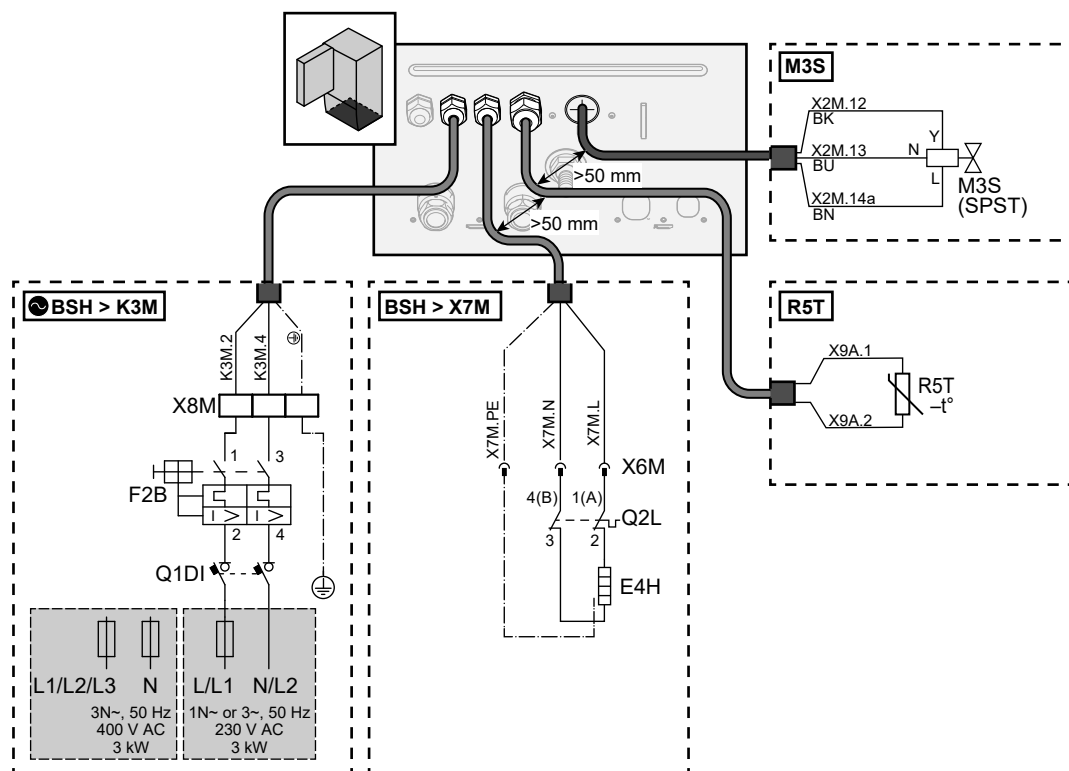 M3S
X2M.12
BK
X2M.13
BU
X2M.14a
BN
Y
N
L
M3S
(SPST)
>50 mm
>50 mm
BSH > K3M
K3M.2
K3M.4
X8M
1
3
F2B
I >
I >
2
4
Q1DI
L1/L2/L3
N
3N~, 50 Hz
400 V AC
3 kW
L/L1
N/L2
1N~ or 3~, 50 Hz
230 V AC
3 kW
BSH > X7M
X7M.PE
X7M.N
X7M.L
X6M
4(B)
1(A)
Q2L
3
2
E4H
R5T
X9A.1
R5T
–t°
X9A.2